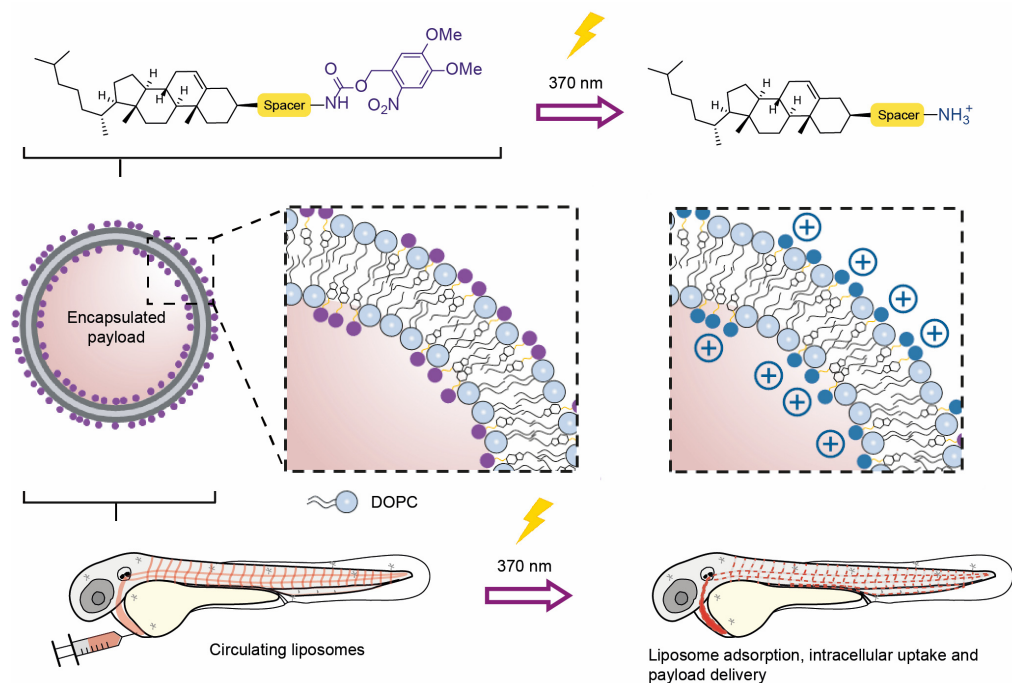 OMe
OMe
H
H
H
O
O
NH
O₂N
Spacer
370 nm
H
H
H
Spacer
NH₃⁺
Encapsulated
payload
+
+
+
+
+
+
+
+
DOPC
370 nm
Circulating liposomes
Liposome adsorption, intracellular uptake and
payload delivery